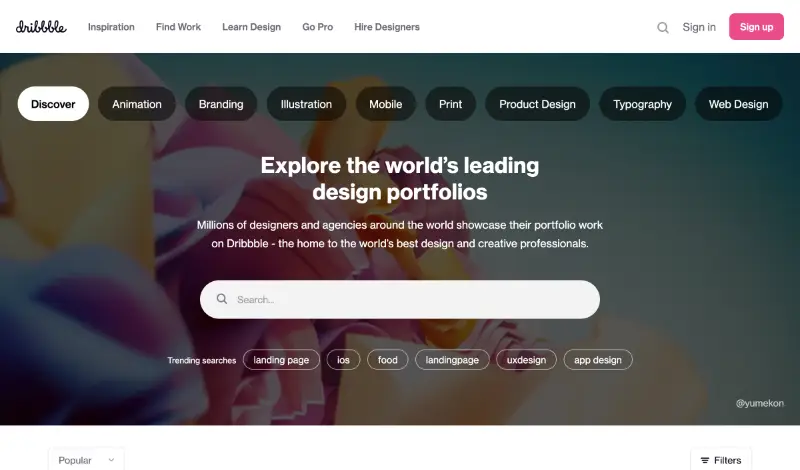 dribbble
Inspiration
Find Work
Learn Design
Go Pro
Hire Designers
Sign in
Sign up
Discover
Animation
Branding
Illustration
Mobile
Print
Product Design
Typography
Web Design
Explore the world's leading
design portfolios
Millions of designers and agencies around the world showcase their portfolio work
on Dribbble - the home to the world's best design and creative professionals.
Search...
Trending searches
landing page
ios
food
landingpage
uxdesign
app design
@yumekon
Popular
Filters